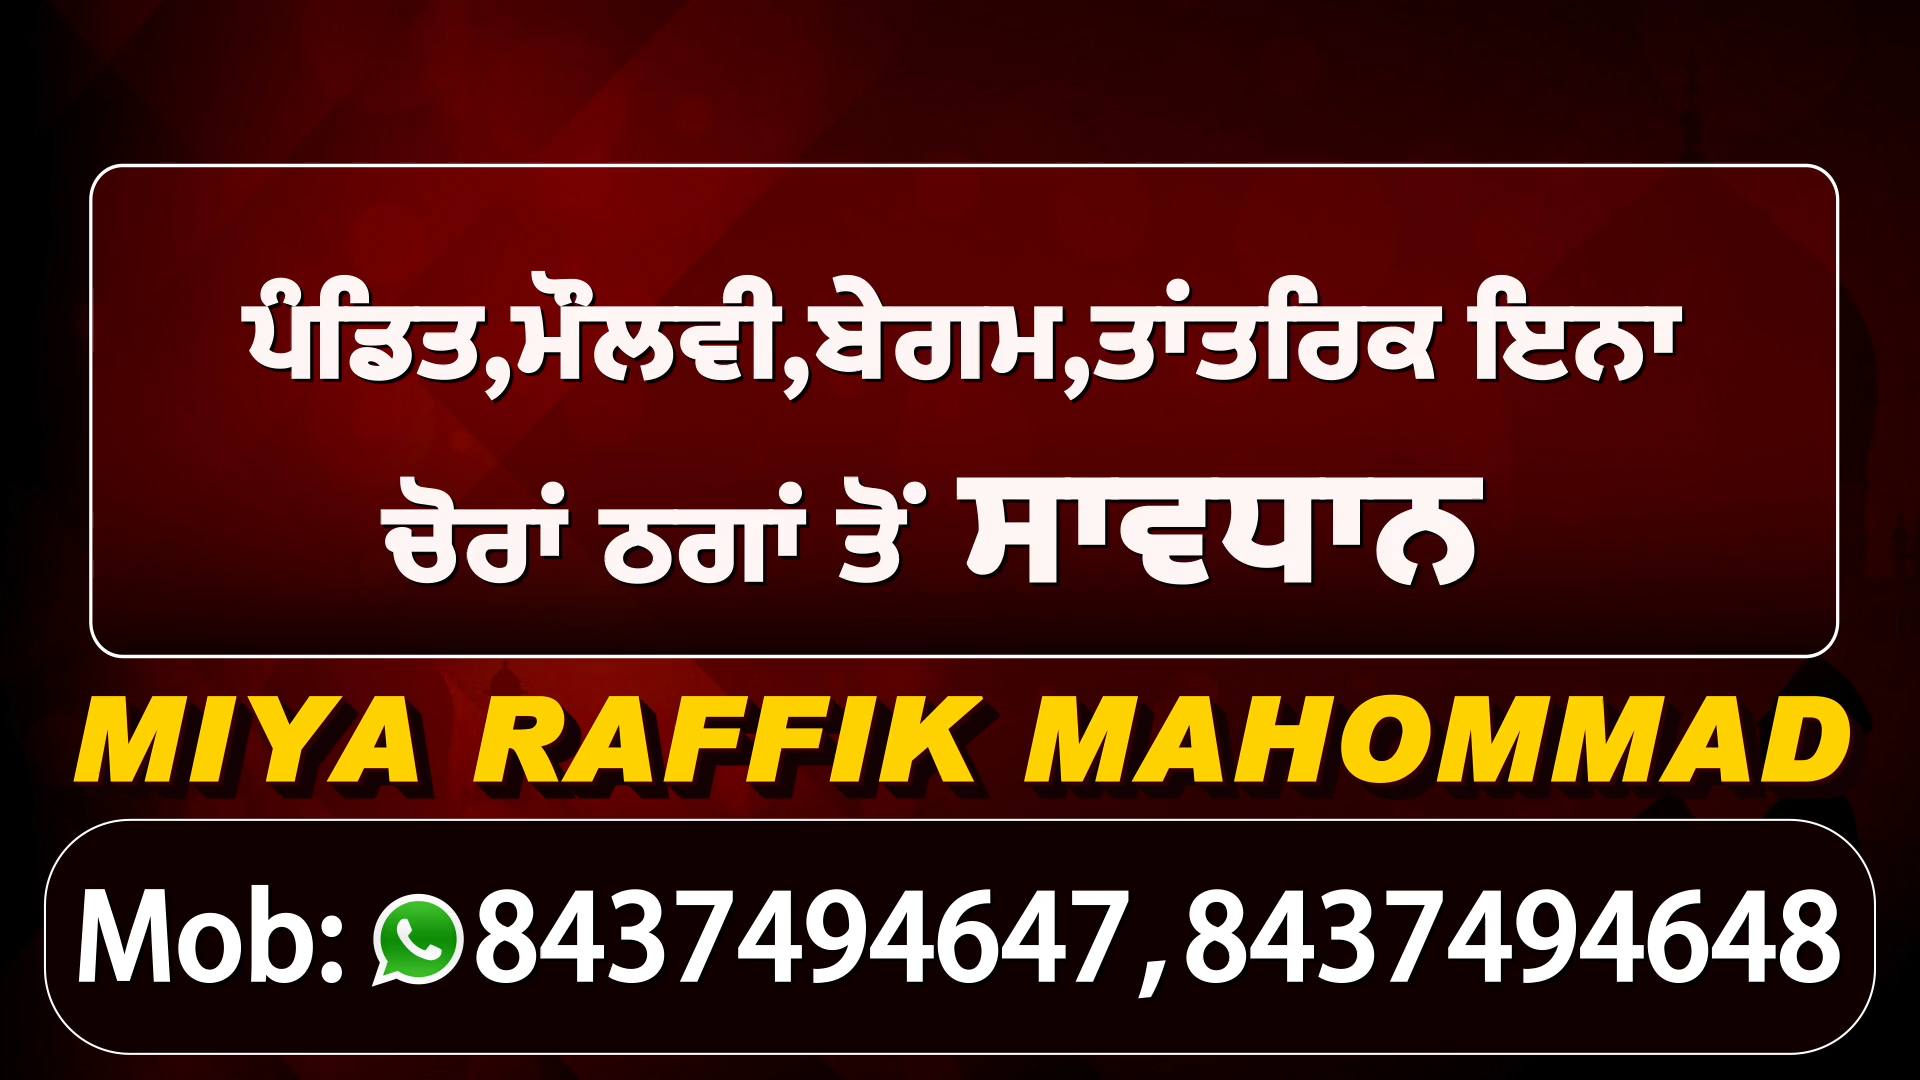 ਪੰਡਿਤ,ਮੌਲਵੀ,ਬੇਗਮ,ਤਾਂਤਰਿਕ ਇਨਾ
ਚੋਰਾਂ ਠਗਾਂ ਤੋਂ ਸਾਵਧਾਨ
MIYA RAFFIK MAHOMMAD
Mob: 8437494647, 8437494648